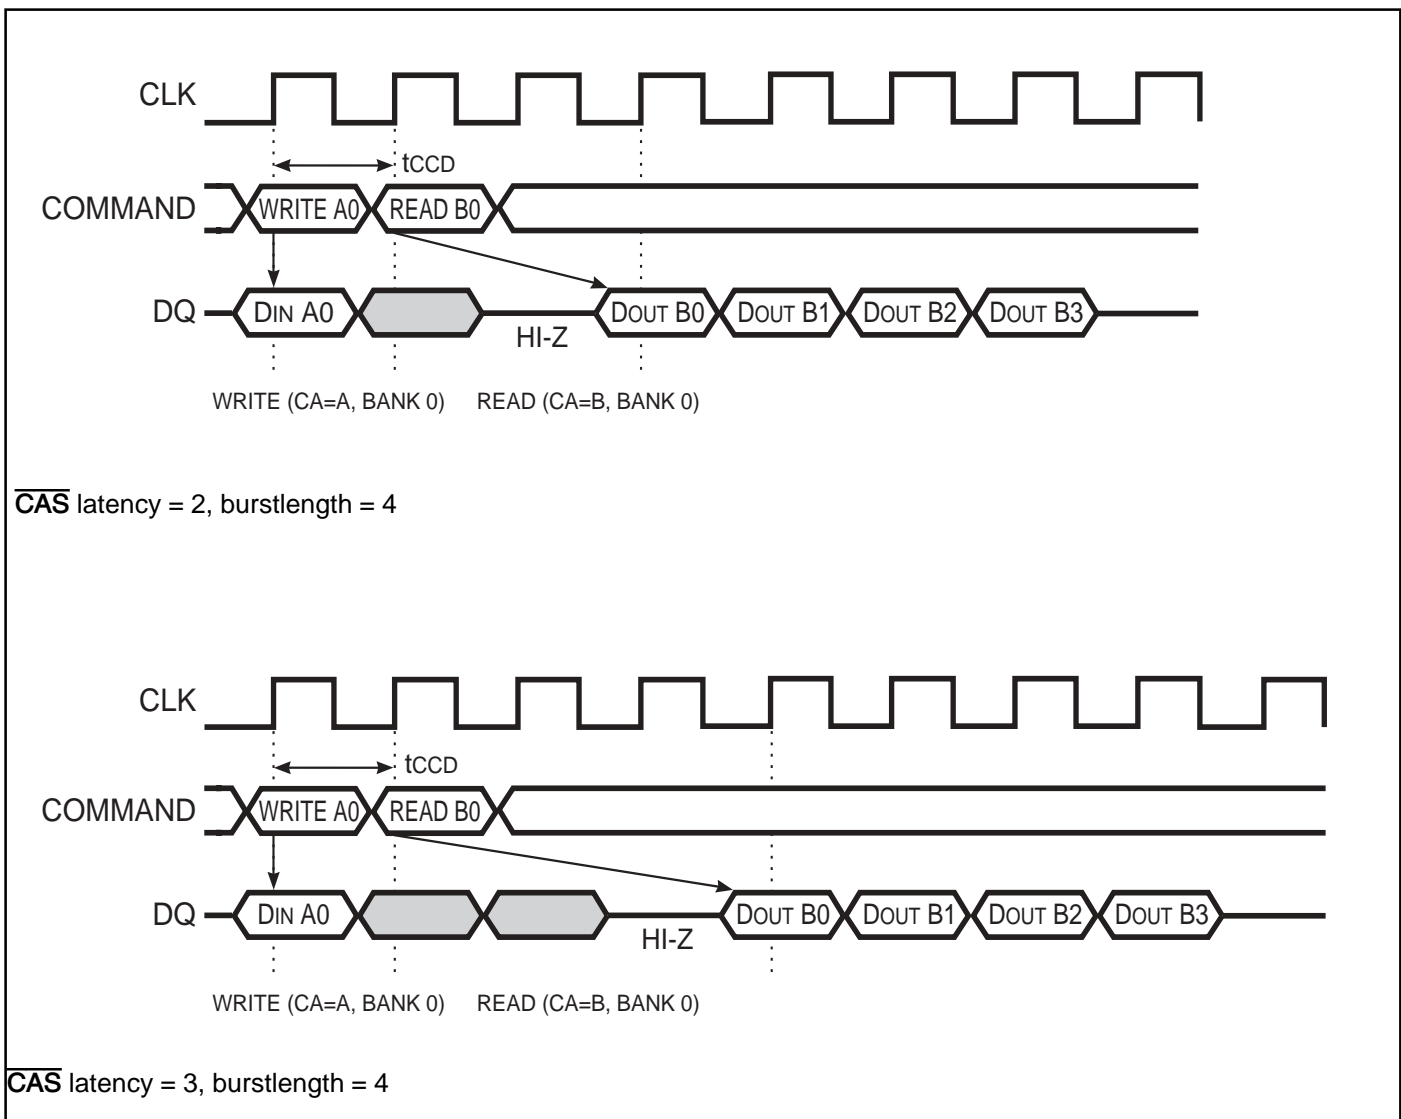 CLK
tCCD
COMMAND WRITE A0 READ B0
DQ DIN A0 DOUT B0 DOUT B1 DOUT B2 DOUT B3
HI-Z
WRITE (CA=A, BANK 0) READ (CA=B, BANK 0)
CAS latency = 2, burstlength = 4
CLK
tCCD
COMMAND WRITE A0 READ B0
DQ DIN A0 DOUT B0 DOUT B1 DOUT B2 DOUT B3
HI-Z
WRITE (CA=A, BANK 0) READ (CA=B, BANK 0)
CAS latency = 3, burstlength = 4